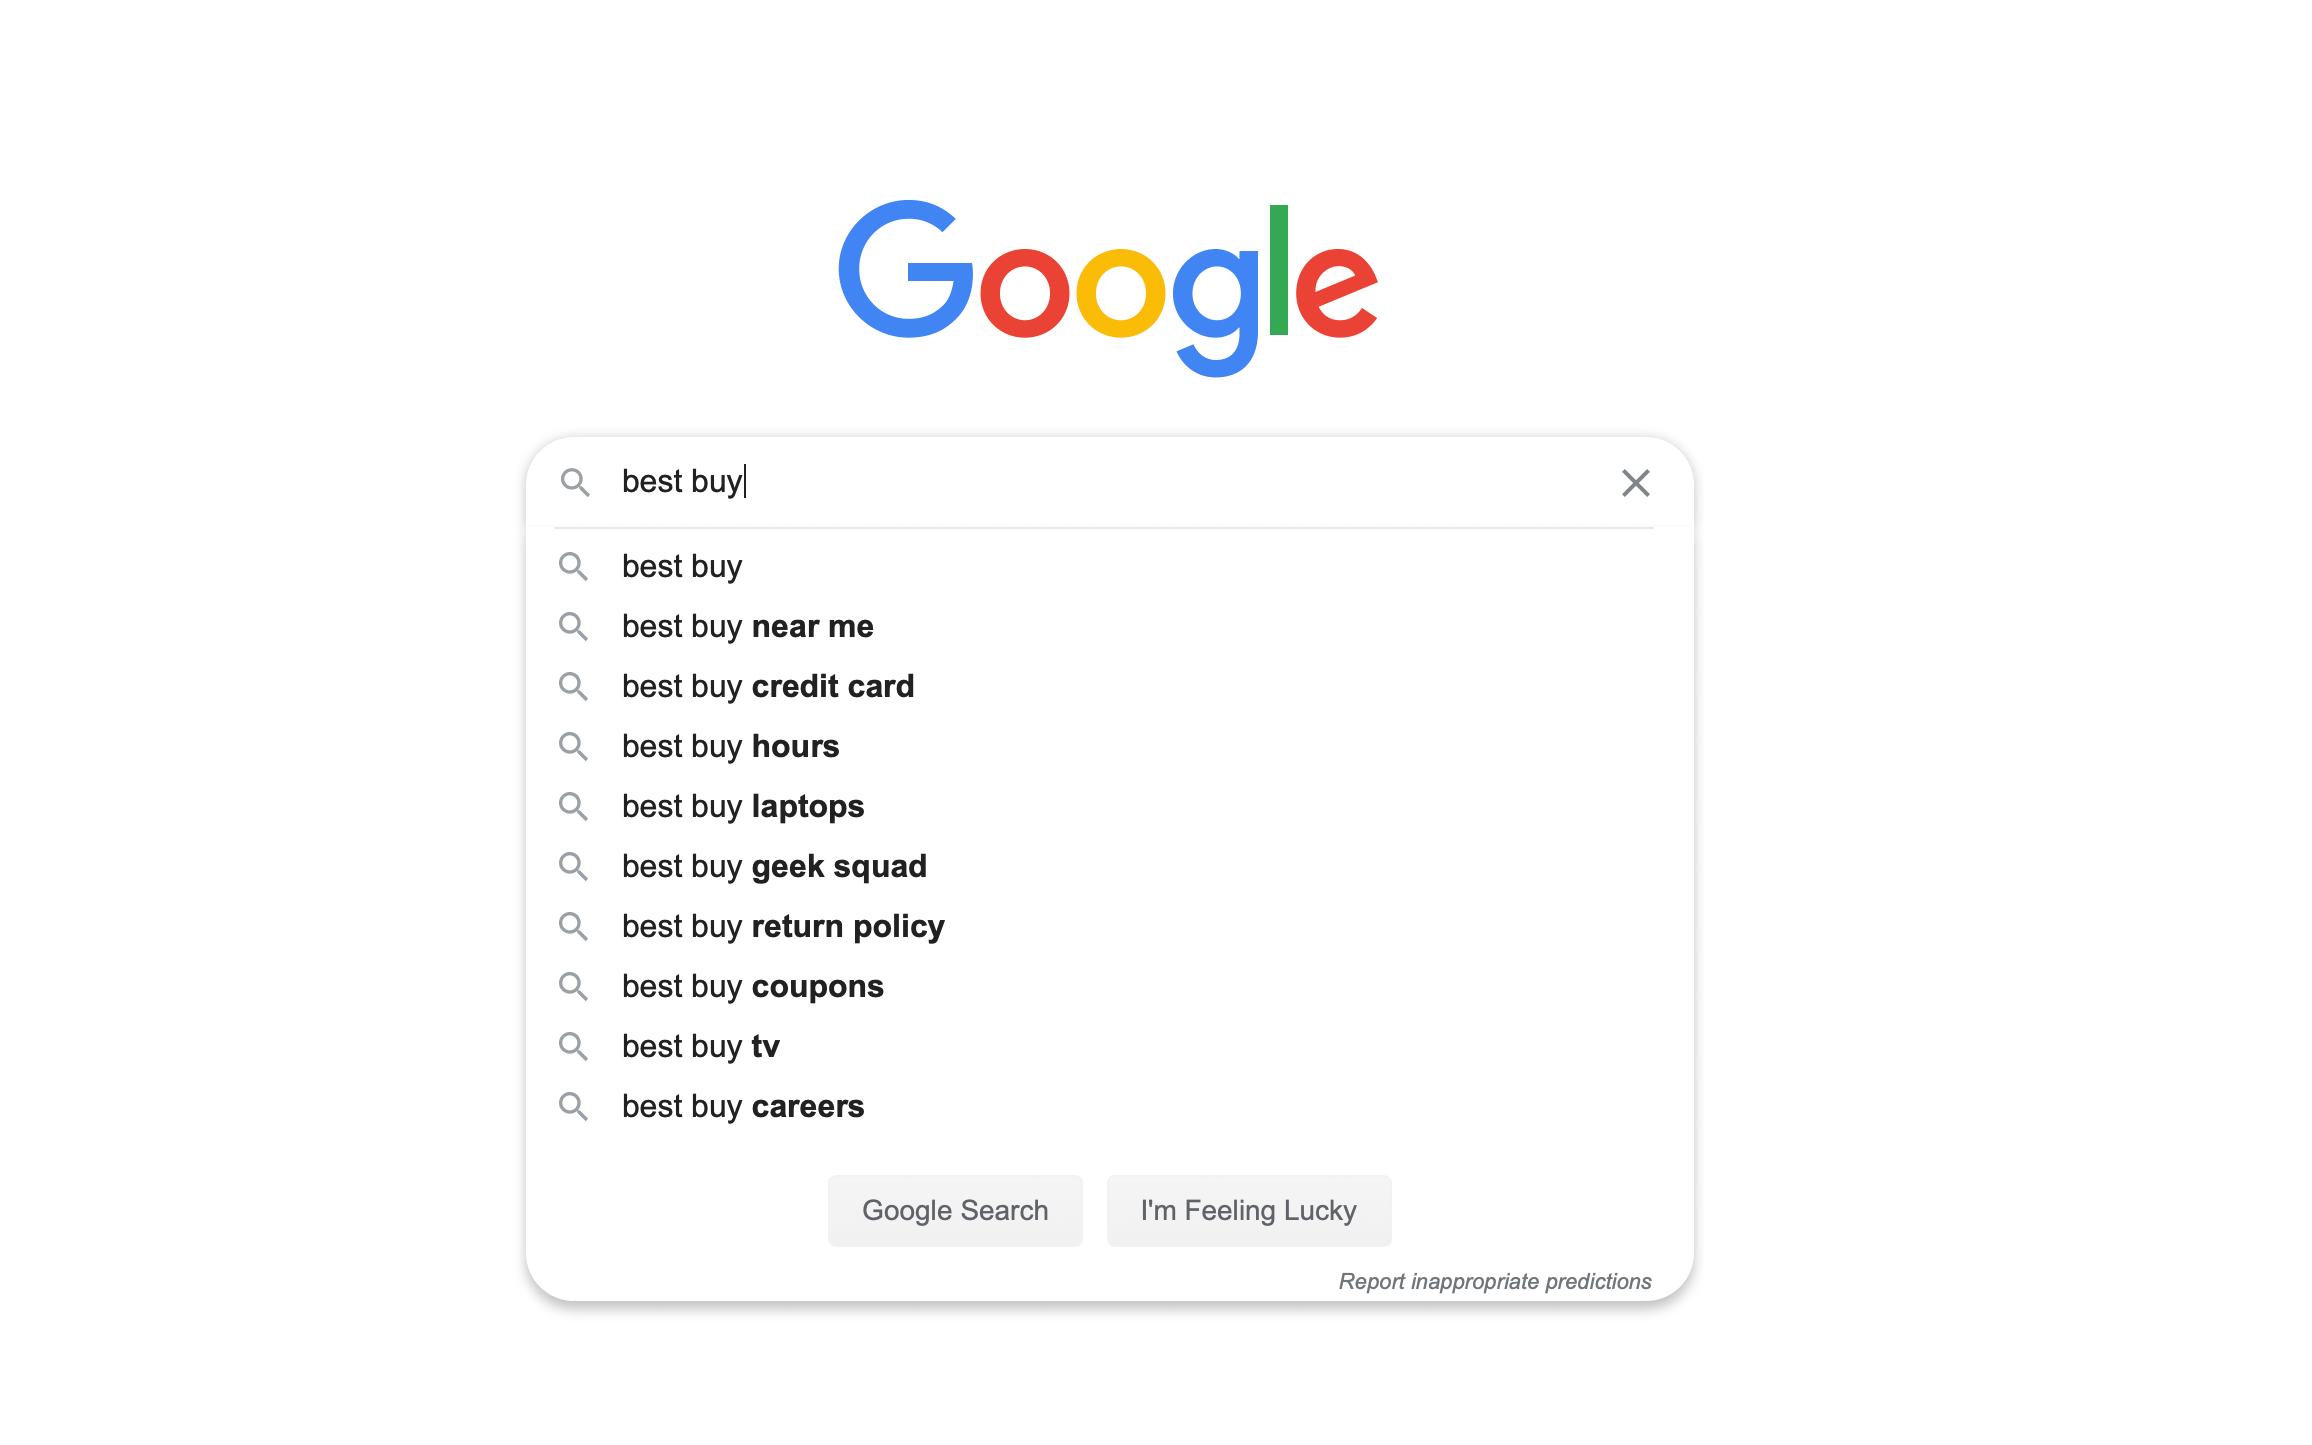 Google
best buy
best buy
best buy near me
best buy credit card
best buy hours
best buy laptops
best buy geek squad
best buy return policy
best buy coupons
best buy tv
best buy careers
Google Search
I'm Feeling Lucky
Report inappropriate predictions